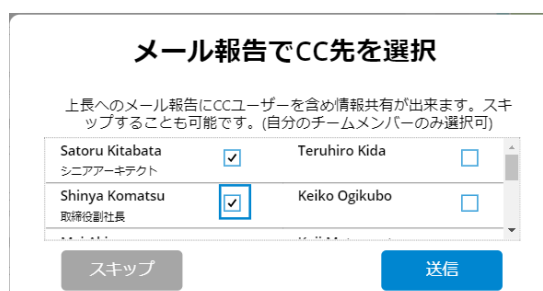 メール報告でCC先を選択
上長へのメール報告にCCユーザーを含め情報共有が出来ます。スキ
ップすることも可能です。(自分のチームメンバーのみ選択可)
Satoru Kitabata
シニアアーキテクト
Teruhiro Kida
Shinya Komatsu
取締役副社長
Keiko Ogikubo
スキップ
送信